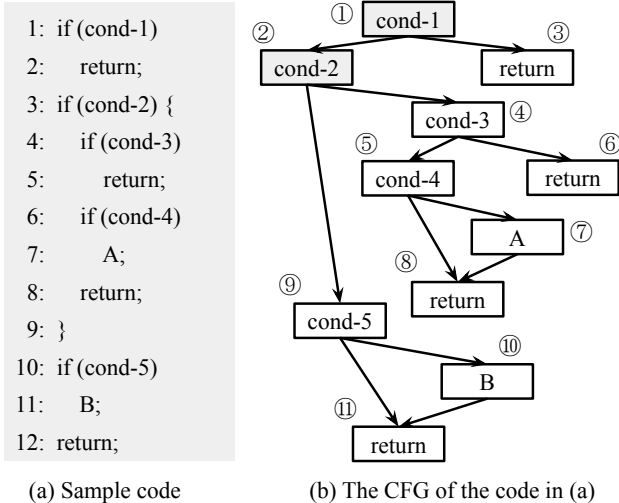 1: if (cond-1)
2: return;
3: if (cond-2) {
4: if (cond-3)
5: return;
6: if (cond-4)
7: A;
8: return;
9: }
10: if (cond-5)
11: B;
12: return;
(a) Sample code
① cond-1
② cond-2
③ return
④ cond-3
⑤ cond-4
⑥ return
⑦ A
⑧ return
⑨ cond-5
⑩ B
⑪ return
(b) The CFG of the code in (a)